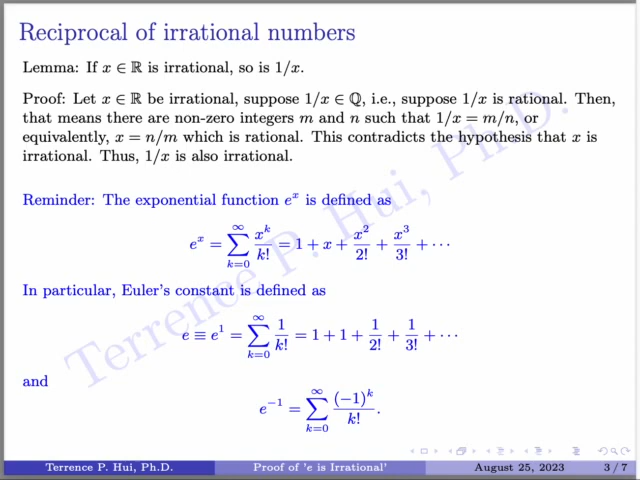 Reciprocal of irrational numbers
Lemma: If x ∈ ℝ is irrational, so is 1/x.
Proof: Let x ∈ ℝ be irrational, suppose 1/x ∈ ℚ, i.e., suppose 1/x is rational. Then,
that means there are non-zero integers m and n such that 1/x = m/n, or
equivalently, x = n/m which is rational. This contradicts the hypothesis that x is
irrational. Thus, 1/x is also irrational.
Reminder: The exponential function e^x is defined as
e^x = ∑_{k=0}^{∞} x^k/k! = 1 + x + x^2/2! + x^3/3! + ⋯
In particular, Euler's constant is defined as
e ≡ e^1 = ∑_{k=0}^{∞} 1/k! = 1 + 1 + 1/2! + 1/3! + ⋯
and
e^{-1} = ∑_{k=0}^{∞} (−1)^k/k!.
Terrence P. Hui, Ph.D.
Terrence P. Hui, Ph.D. Proof of 'e is Irrational' August 25, 2023 3 / 7